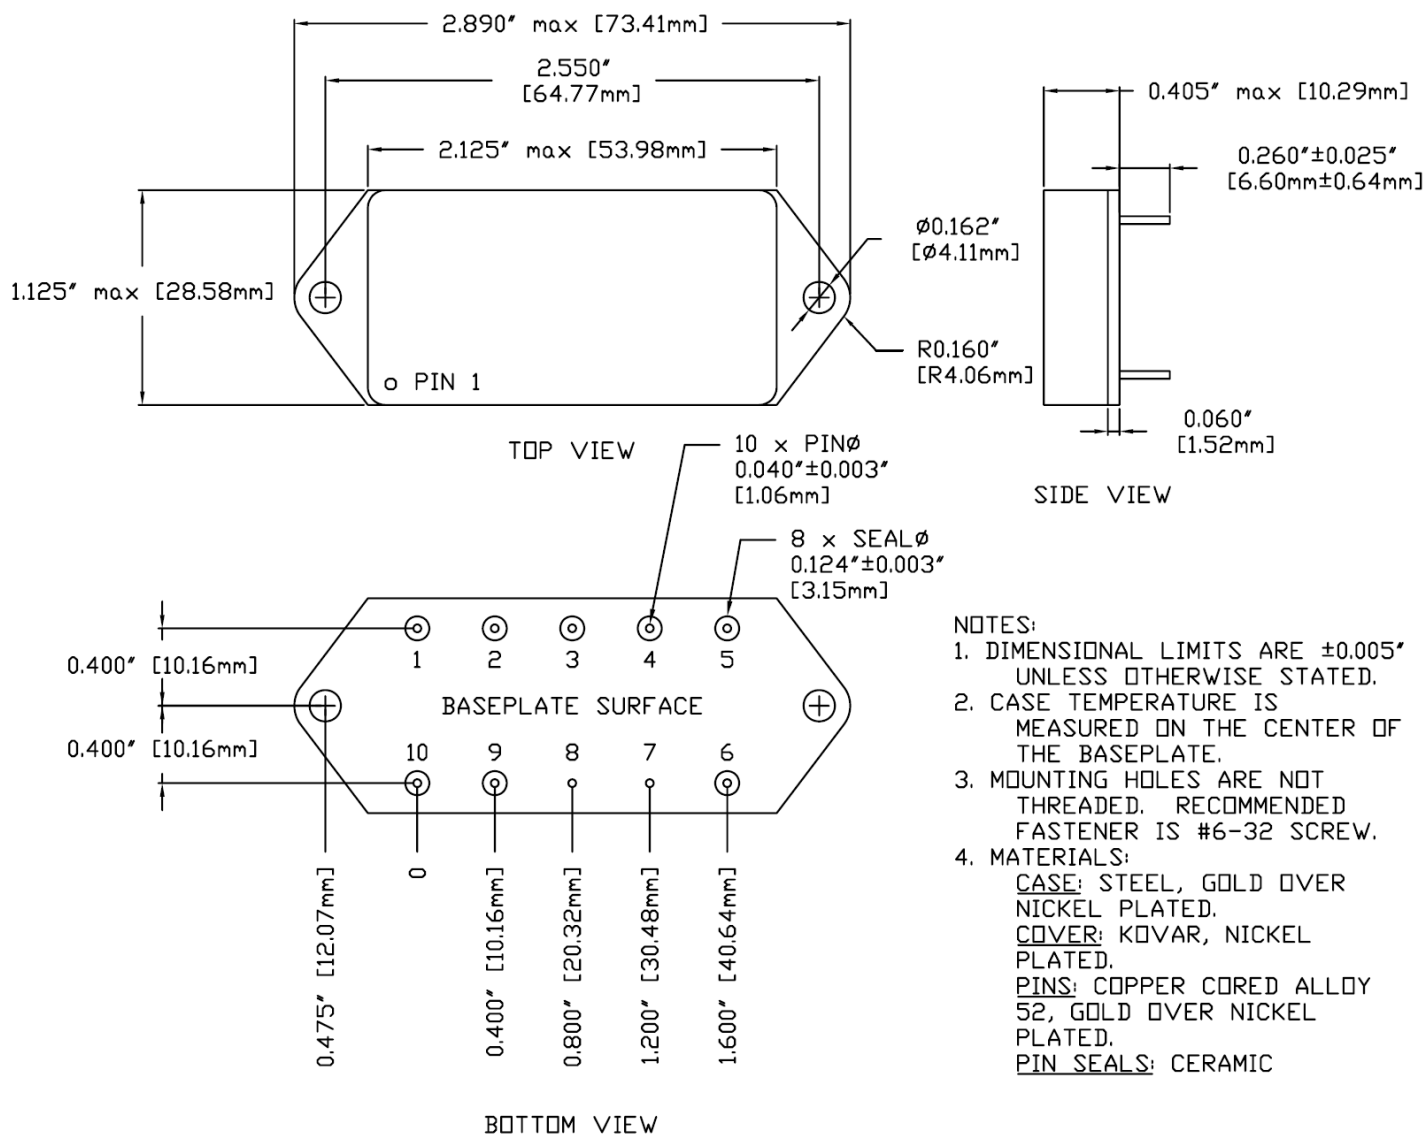 2.890" max [73.41mm]
2.550"
[64.77mm]
2.125" max [53.98mm]
1.125" max [28.58mm]
Ø0.162"
[Ø4.11mm]
R0.160"
[R4.06mm]
o PIN 1
TOP VIEW
0.405" max [10.29mm]
0.260"±0.025"
[6.60mm±0.64mm]
0.060"
[1.52mm]
SIDE VIEW
10 x PINØ
0.040"±0.003"
[1.06mm]
8 x SEALØ
0.124"±0.003"
[3.15mm]
0.400" [10.16mm]
0.400" [10.16mm]
1 2 3 4 5
BASEPLATE SURFACE
10 9 8 7 6
0.475" [12.07mm]
0
0.400" [10.16mm]
0.800" [20.32mm]
1.200" [30.48mm]
1.600" [40.64mm]
BOTTOM VIEW
NOTES:
1. DIMENSIONAL LIMITS ARE ±0.005"
UNLESS OTHERWISE STATED.
2. CASE TEMPERATURE IS
MEASURED ON THE CENTER OF
THE BASEPLATE.
3. MOUNTING HOLES ARE NOT
THREADED. RECOMMENDED
FASTENER IS #6-32 SCREW.
4. MATERIALS:
CASE: STEEL, GOLD OVER
NICKEL PLATED.
COVER: KOVAR, NICKEL
PLATED.
PINS: COPPER CORED ALLOY
52, GOLD OVER NICKEL
PLATED.
PIN SEALS: CERAMIC